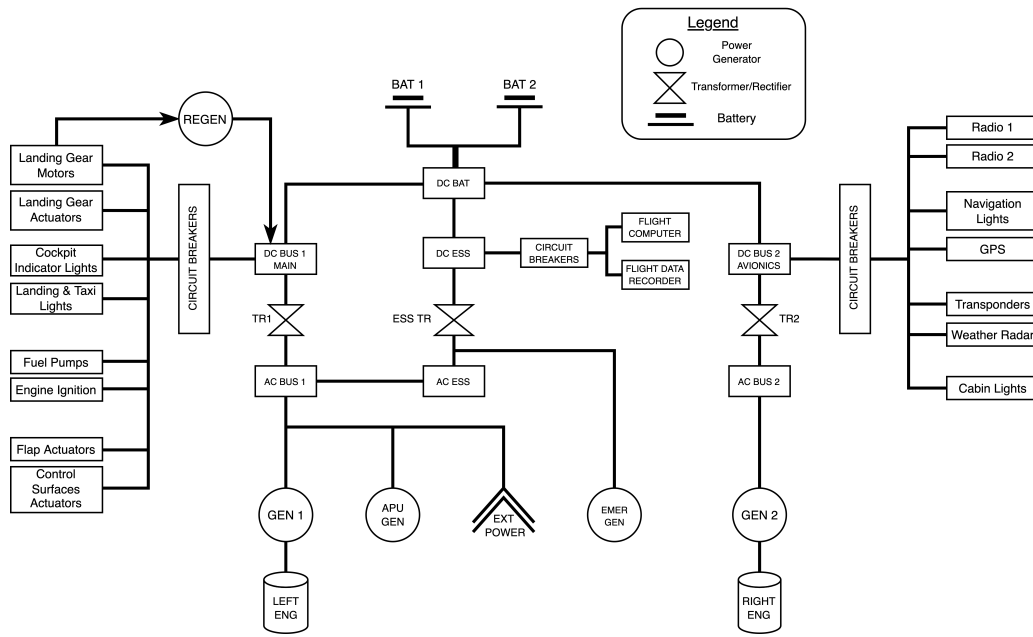 Legend
Power
Generator
Transformer/Rectifier
Battery
BAT 1
BAT 2
REGEN
Landing Gear
Motors
Landing Gear
Actuators
Cockpit
Indicator Lights
Landing & Taxi
Lights
Fuel Pumps
Engine Ignition
Flap Actuators
Control
Surfaces
Actuators
CIRCUIT BREAKERS
DC BAT
DC BUS 1
MAIN
DC ESS
CIRCUIT
BREAKERS
FLIGHT
COMPUTER
FLIGHT DATA
RECORDER
DC BUS 2
AVIONICS
CIRCUIT BREAKERS
TR1
ESS TR
TR2
AC BUS 1
AC ESS
AC BUS 2
GEN 1
APU
GEN
EXT
POWER
EMER
GEN
GEN 2
LEFT
ENG
RIGHT
ENG
Radio 1
Radio 2
Navigation
Lights
GPS
Transponders
Weather Radar
Cabin Lights